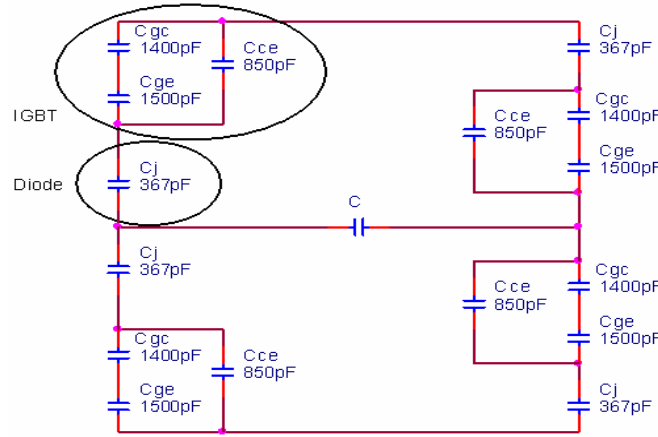 Cgc
1400pF
Cce
850pF
Cge
1500pF
IGBT
Cj
367pF
Diode
Cj
367pF
Cgc
1400pF
Cce
850pF
Cge
1500pF
C
Cj
367pF
Cgc
1400pF
Cce
850pF
Cge
1500pF
Cgc
1400pF
Cce
850pF
Cge
1500pF
Cj
367pF